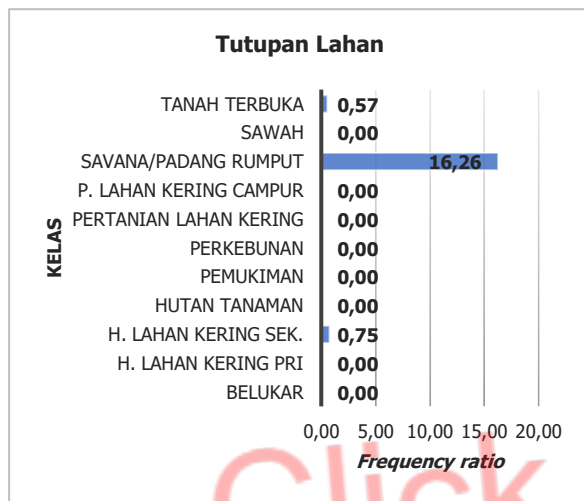 Tutupan Lahan
KELAS
TANAH TERBUKA 0,57
SAWAH 0,00
SAVANA/PADANG RUMPUT 16,26
P. LAHAN KERING CAMPUR 0,00
PERTANIAN LAHAN KERING 0,00
PERKEBUNAN 0,00
PEMUKIMAN 0,00
HUTAN TANAMAN 0,00
H. LAHAN KERING SEK. 0,75
H. LAHAN KERING PRI 0,00
BELUKAR 0,00
0,00 5,00 10,00 15,00 20,00
Frequency ratio
Click